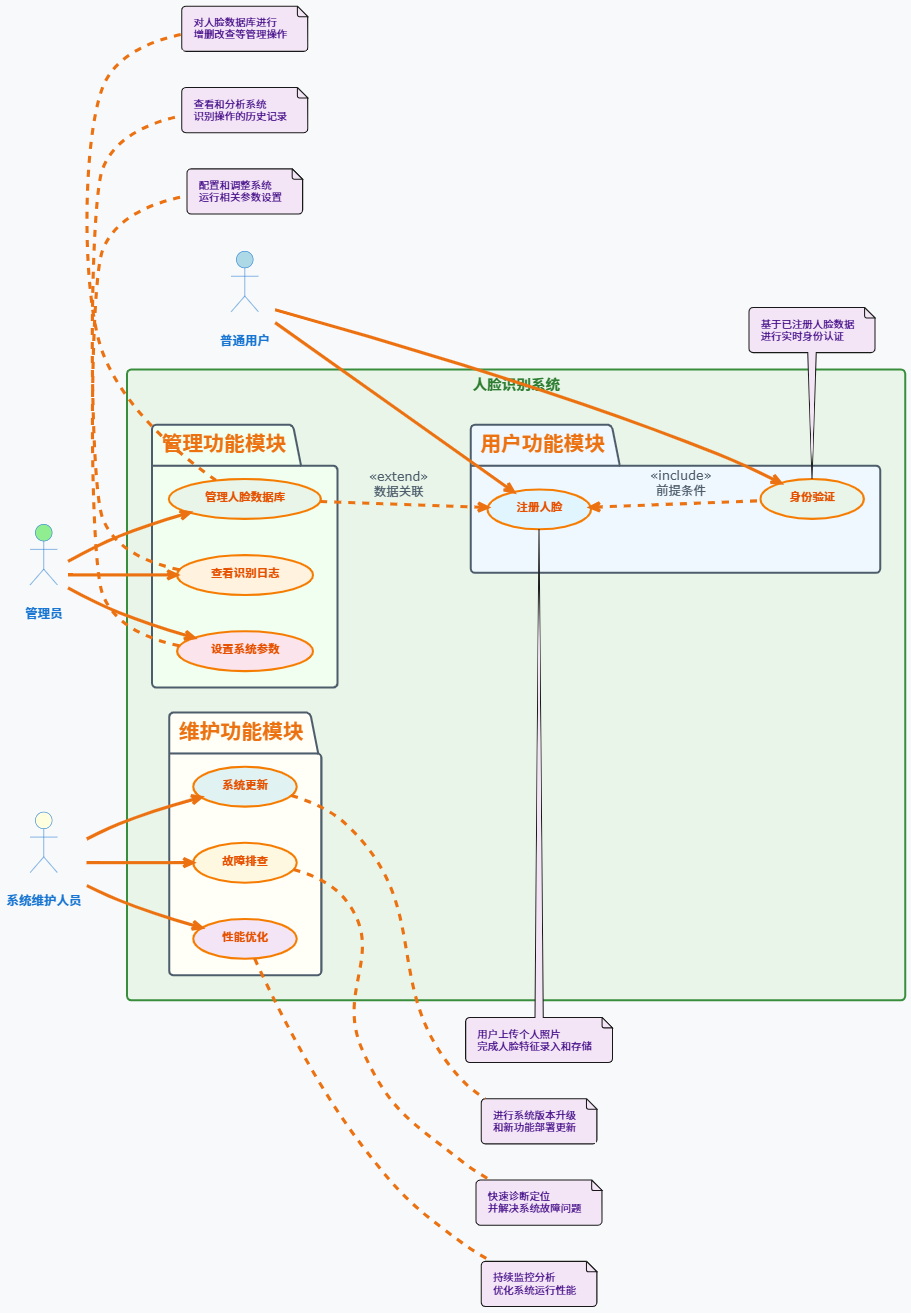 对人脸数据库进行
增删改查等管理操作
查看和分析系统
识别操作的历史记录
配置和调整系统
运行相关参数设置
普通用户
基于已注册人脸数据
进行实时身份认证
人脸识别系统
管理功能模块
用户功能模块
«extend»
数据关联
«include»
前提条件
管理人脸数据库
注册人脸
身份验证
查看识别日志
管理员
设置系统参数
维护功能模块
系统更新
故障排查
系统维护人员
性能优化
用户上传个人照片
完成人脸特征录入和存储
进行系统版本升级
和新功能部署更新
快速诊断定位
并解决系统故障问题
持续监控分析
优化系统运行性能